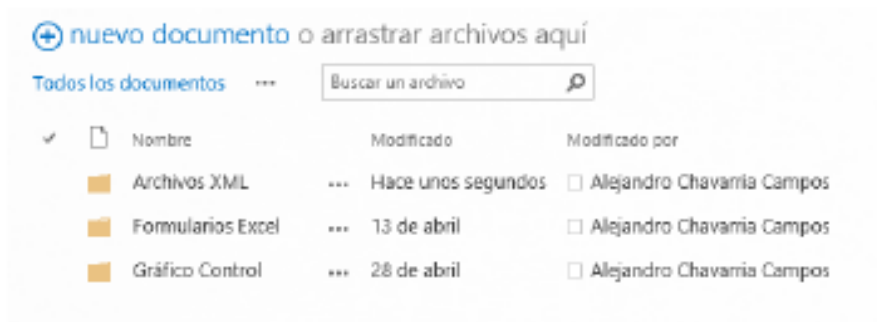 nuevo documento o arrastrar archivos aquí
Todos los documentos ... Buscar un archivo
Nombre Modificado Modificado por
Archivos XML ... Hace unos segundos Alejandro Chavarria Campos
Formularios Excel ... 13 de abril Alejandro Chavarria Campos
Gráfico Control ... 28 de abril Alejandro Chavarria Campos